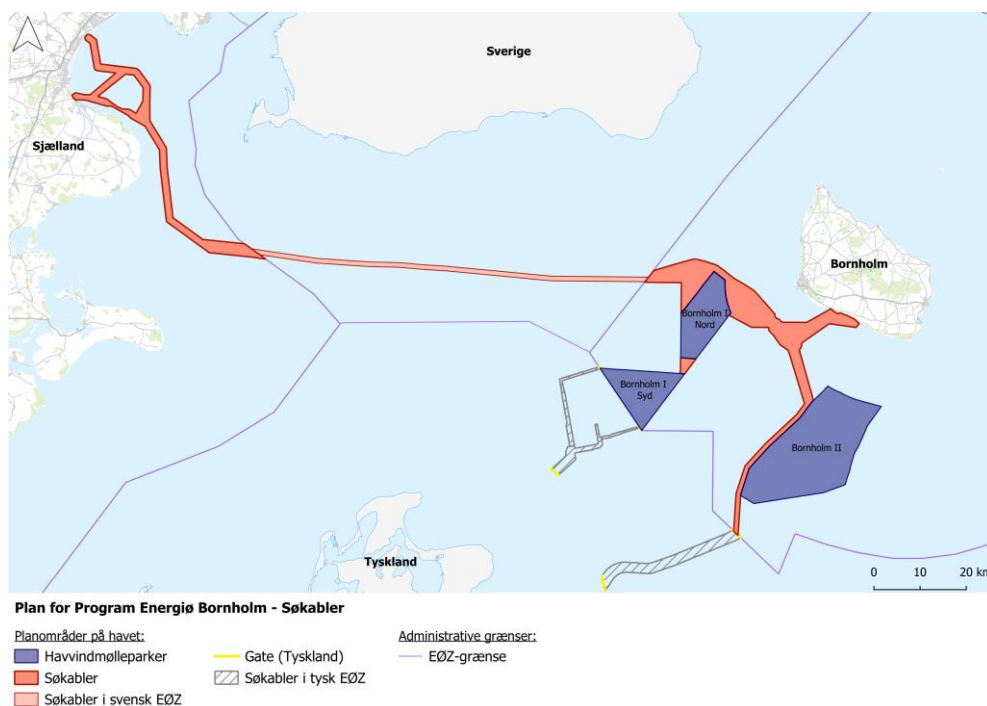 Sverige
Sjælland
Bornholm
Bornholm I
Nord
Bornholm I
Syd
Bornholm II
Tyskland
0 10 20 km
Plan for Program Energiø Bornholm - Søkabler
Planområder på havet:
Havvindmølleparker
Søkabler
Søkabler i svensk EØZ
Gate (Tyskland)
Søkabler i tysk EØZ
Administrative grænser:
EØZ-grænse